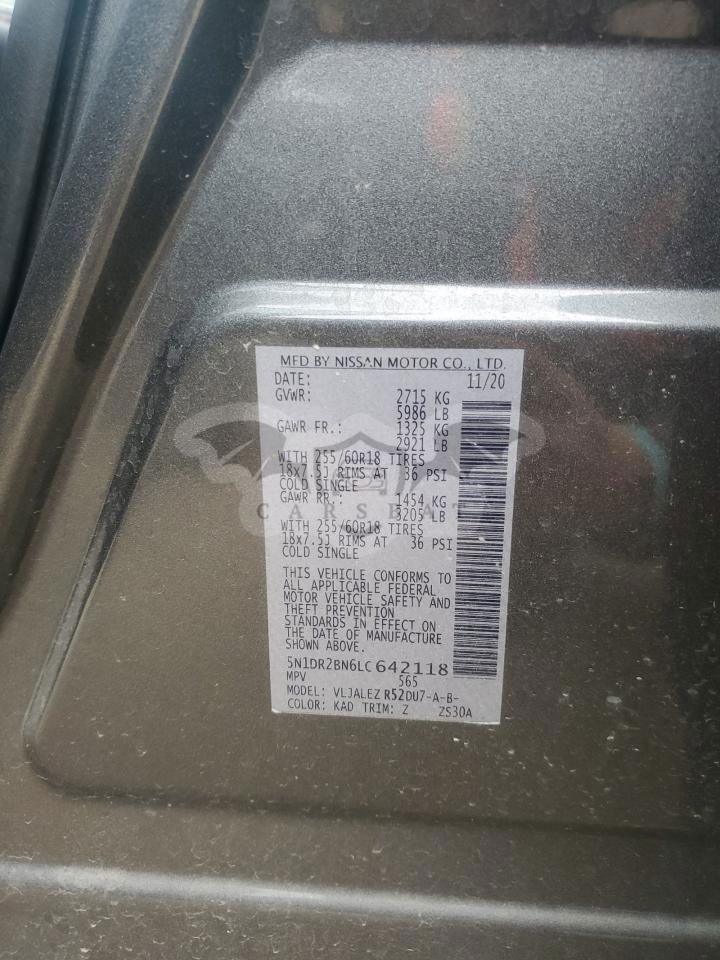 MFD BY NISSAN MOTOR CO., LTD.
DATE: 11/20
GVWR: 2715 KG
5986 LB
GAWR FR.: 1325 KG
2921 LB
WITH 255/60R18 TIRES
18x7.5J RIMS AT 36 PSI
COLD SINGLE
GAWR RR.: 1454 KG
3205 LB
CARSBEAT
WITH 255/60R18 TIRES
18x7.5J RIMS AT 36 PSI
COLD SINGLE
THIS VEHICLE CONFORMS TO
ALL APPLICABLE FEDERAL
MOTOR VEHICLE SAFETY AND
THEFT PREVENTION
STANDARDS IN EFFECT ON
THE DATE OF MANUFACTURE
SHOWN ABOVE.
5N1DR2BN6LC642118
MPV 565
MODEL: VLJALEZ R52DU7-A-B-
COLOR: KAD TRIM: Z ZS30A